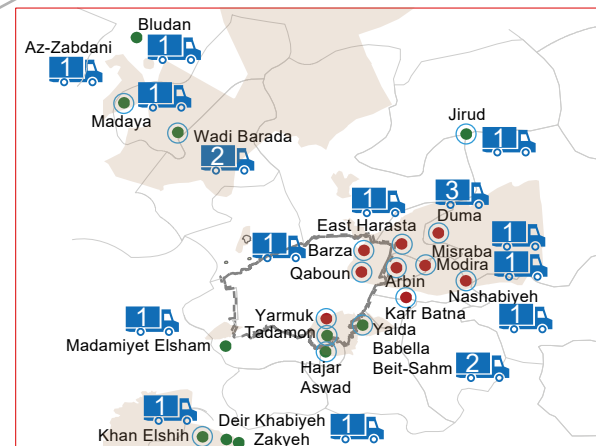 Bludan
1
Az-Zabdani
1
1
Madaya
Wadi Barada
2
Jirud
1
1
3
East Harasta
Duma
1
1
Barza
Misraba
Modira
1
Qaboun
Arbin
Nashabiyeh
Kafr Batna
1
1
Yarmuk
Tadamon
Yalda
Babella
Beit-Sahm
2
Madamiyet Elsham
Hajar
Aswad
1
Khan Elshih
Deir Khabiyeh
Zakyeh
1